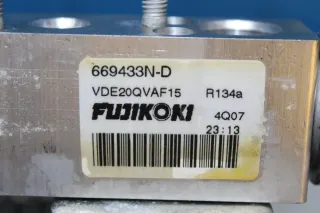 669433N-D
VDE20QVAF15 R134a
FUJIKOKI 4Q07
23:13